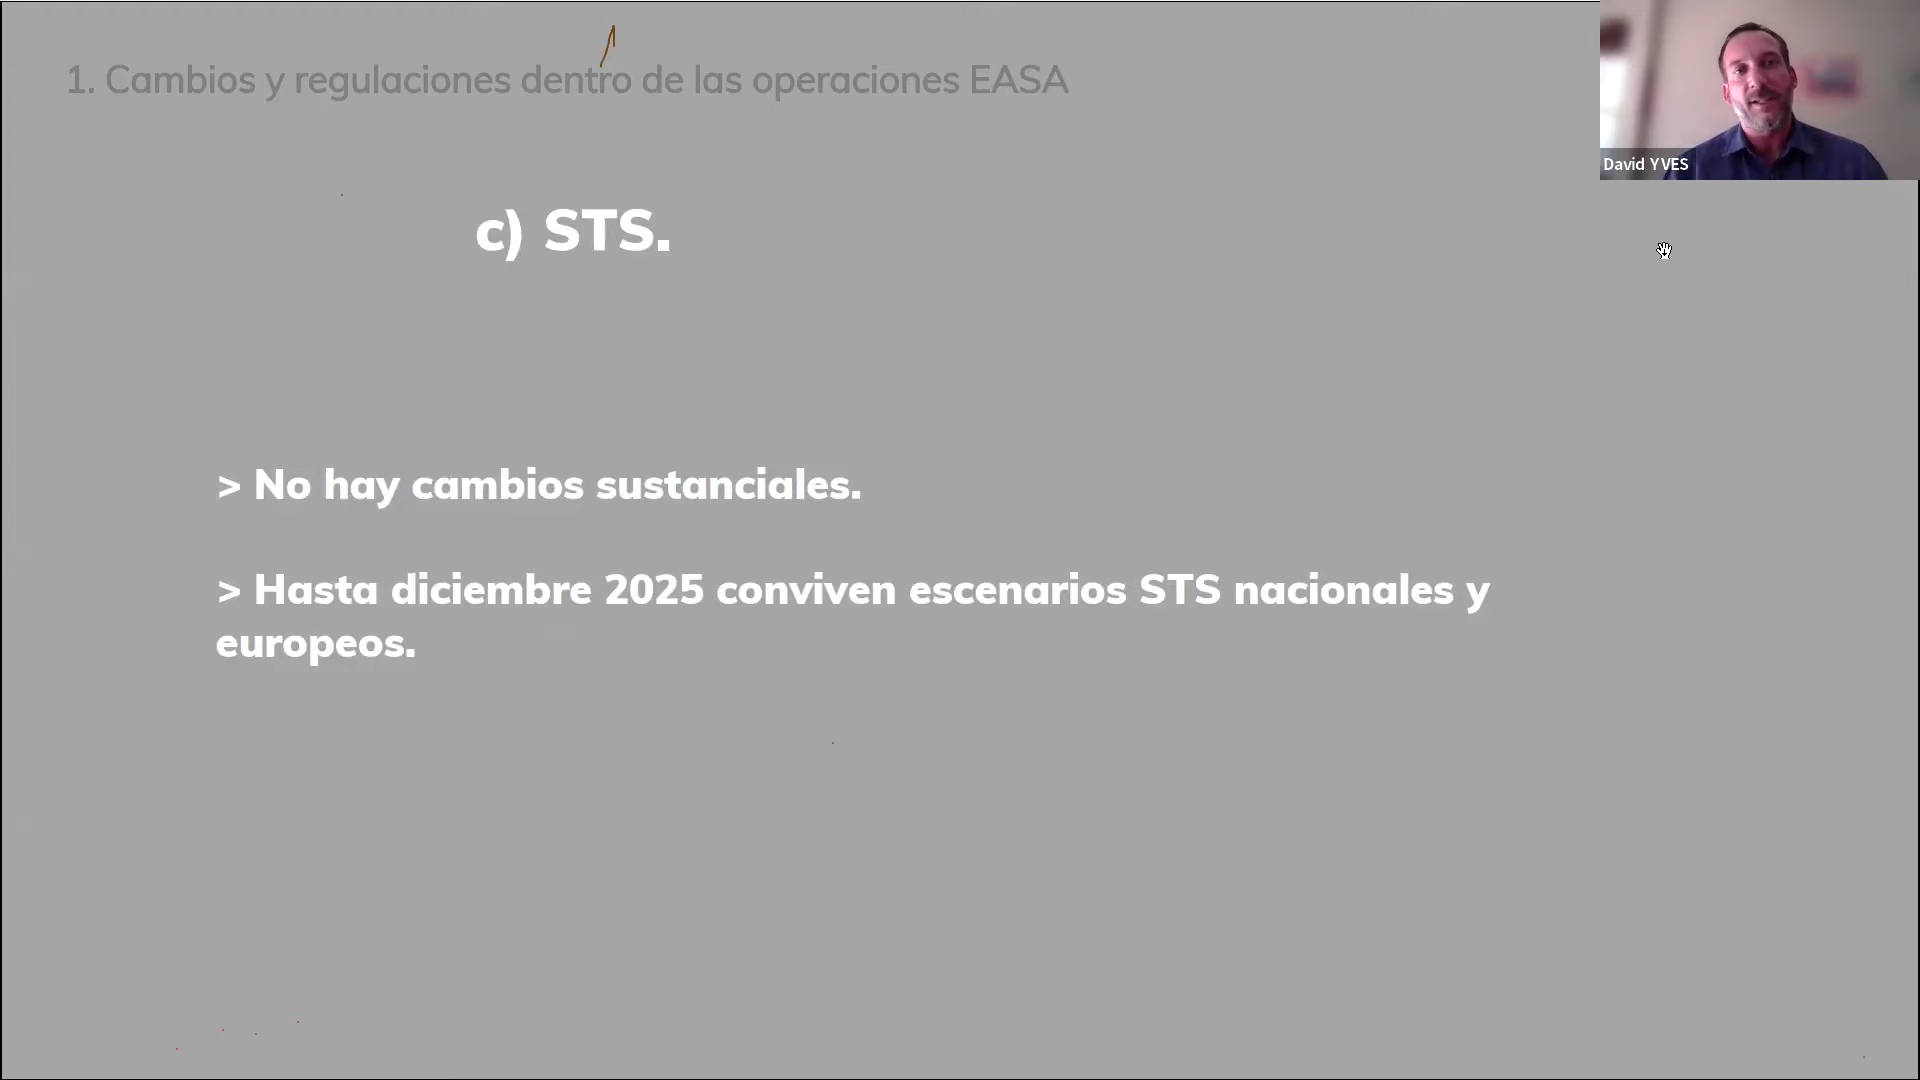 1. Cambios y regulaciones dentro de las operaciones EASA
David YVES
c) STS.
> No hay cambios sustanciales.
> Hasta diciembre 2025 conviven escenarios STS nacionales y
europeos.